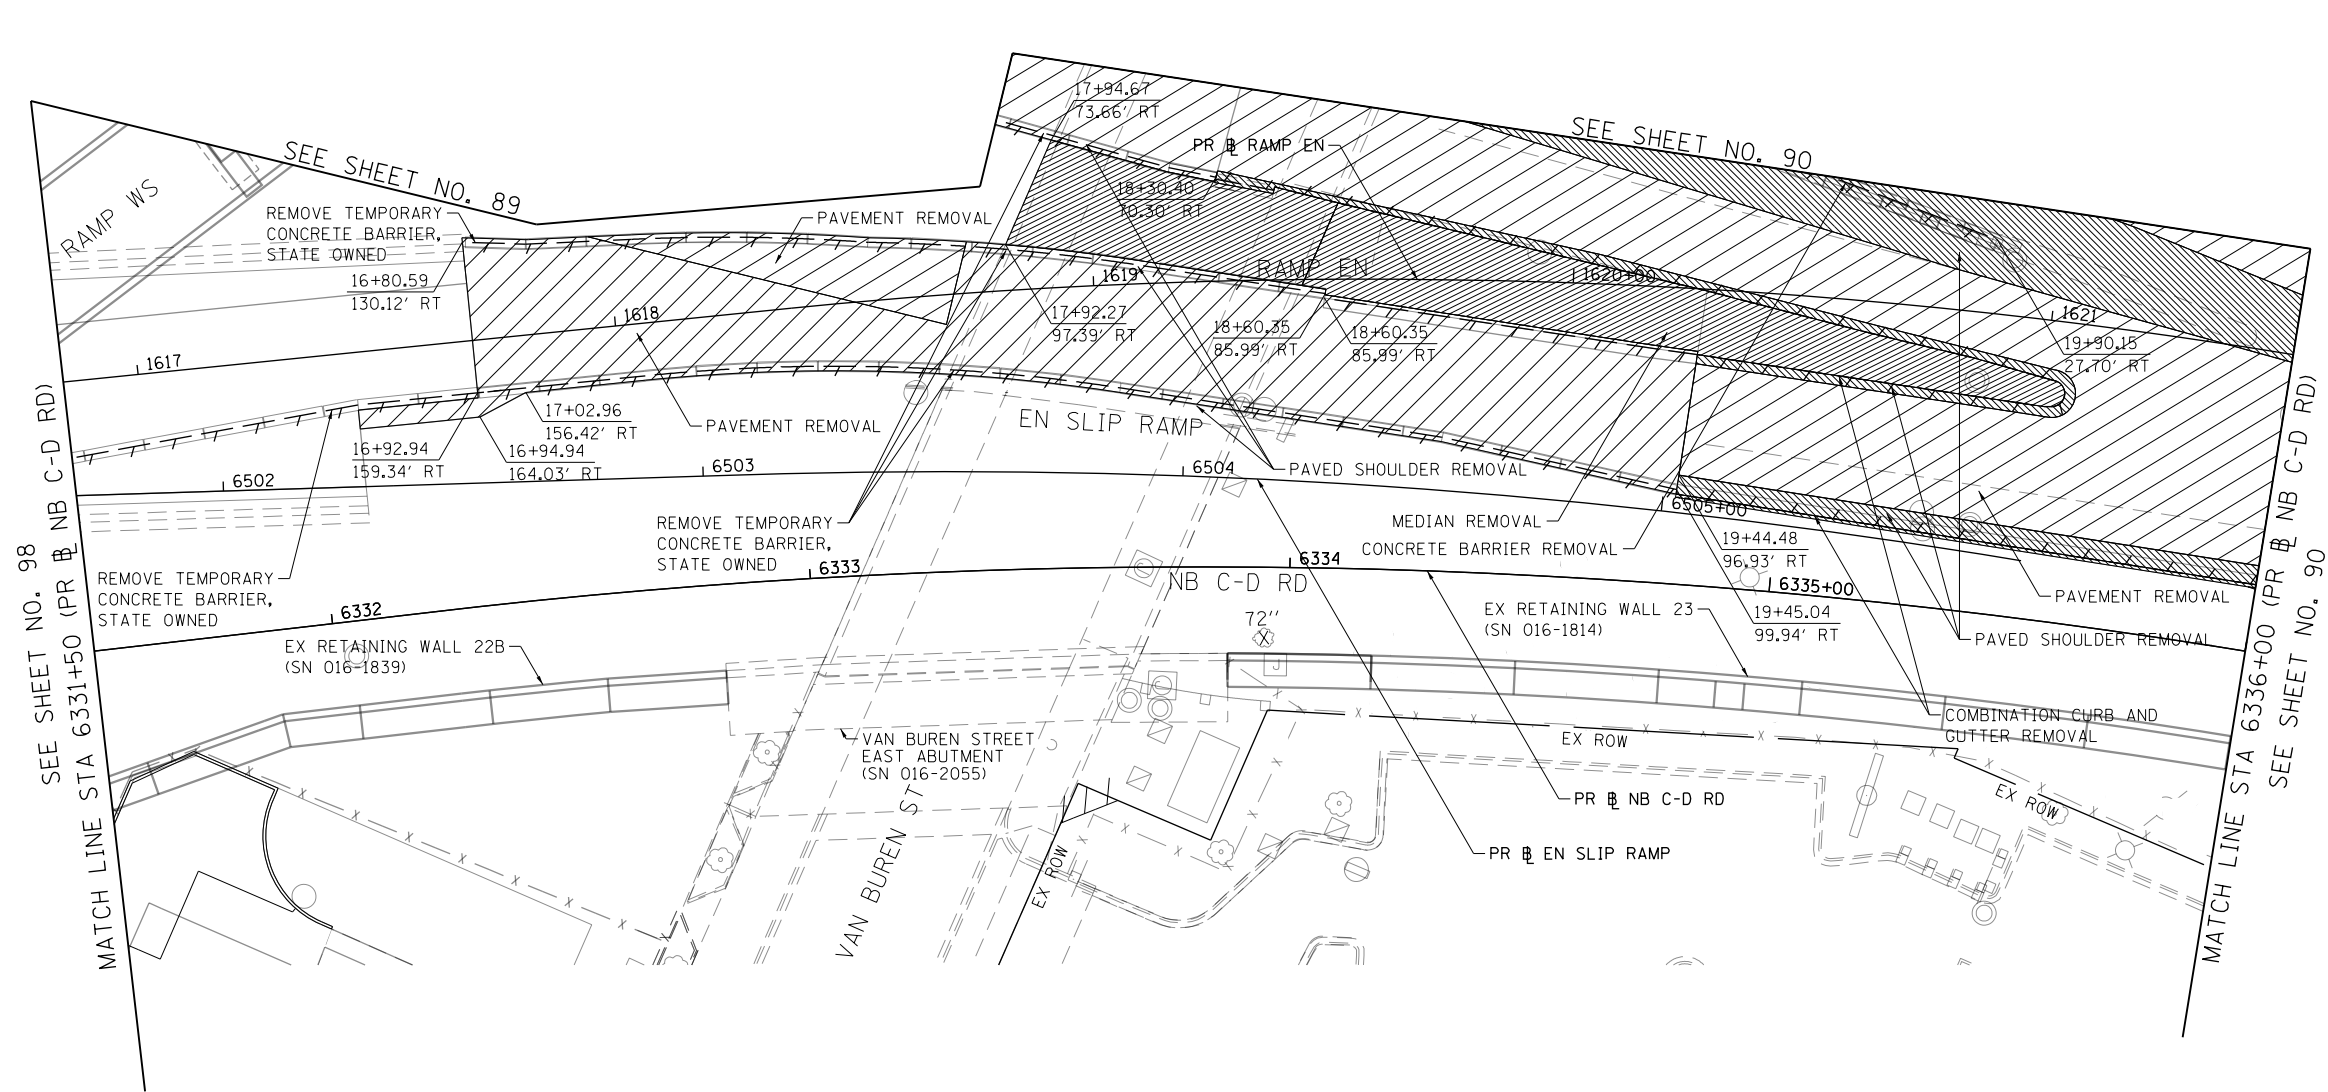 17+94.67
73.66' RT
SEE SHEET NO. 90
PR BL RAMP EN
SEE SHEET NO. 89
RAMP WS
18+30.40
70.30' RT
REMOVE TEMPORARY
CONCRETE BARRIER,
STATE OWNED
PAVEMENT REMOVAL
16+80.59
130.12' RT
RAMP EN
1617
1618
1619
1620+00
1621
17+92.27
97.39' RT
18+60.35
85.99' RT
18+60.35
85.99' RT
19+90.15
27.70' RT
17+02.96
156.42' RT
PAVEMENT REMOVAL
EN SLIP RAMP
16+92.94
159.34' RT
16+94.94
164.03' RT
6502
6503
6504
6505+00
PAVED SHOULDER REMOVAL
REMOVE TEMPORARY
CONCRETE BARRIER,
STATE OWNED
MEDIAN REMOVAL
CONCRETE BARRIER REMOVAL
19+44.48
96.93' RT
REMOVE TEMPORARY
CONCRETE BARRIER,
STATE OWNED
6332
6333
6334
6335+00
NB C-D RD
72"
PAVEMENT REMOVAL
EX RETAINING WALL 23
(SN 016-1814)
19+45.04
99.94' RT
PAVED SHOULDER REMOVAL
EX RETAINING WALL 22B
(SN 016-1839)
J
COMBINATION CURB AND
GUTTER REMOVAL
VAN BUREN STREET
EAST ABUTMENT
(SN 016-2055)
EX ROW
EX ROW
PR BL NB C-D RD
PR BL EN SLIP RAMP
VAN BUREN ST
EX ROW
SEE SHEET NO. 98
MATCH LINE STA 6331+50 (PR BL NB C-D RD)
MATCH LINE STA 6336+00 (PR BL NB C-D RD)
SEE SHEET NO. 90